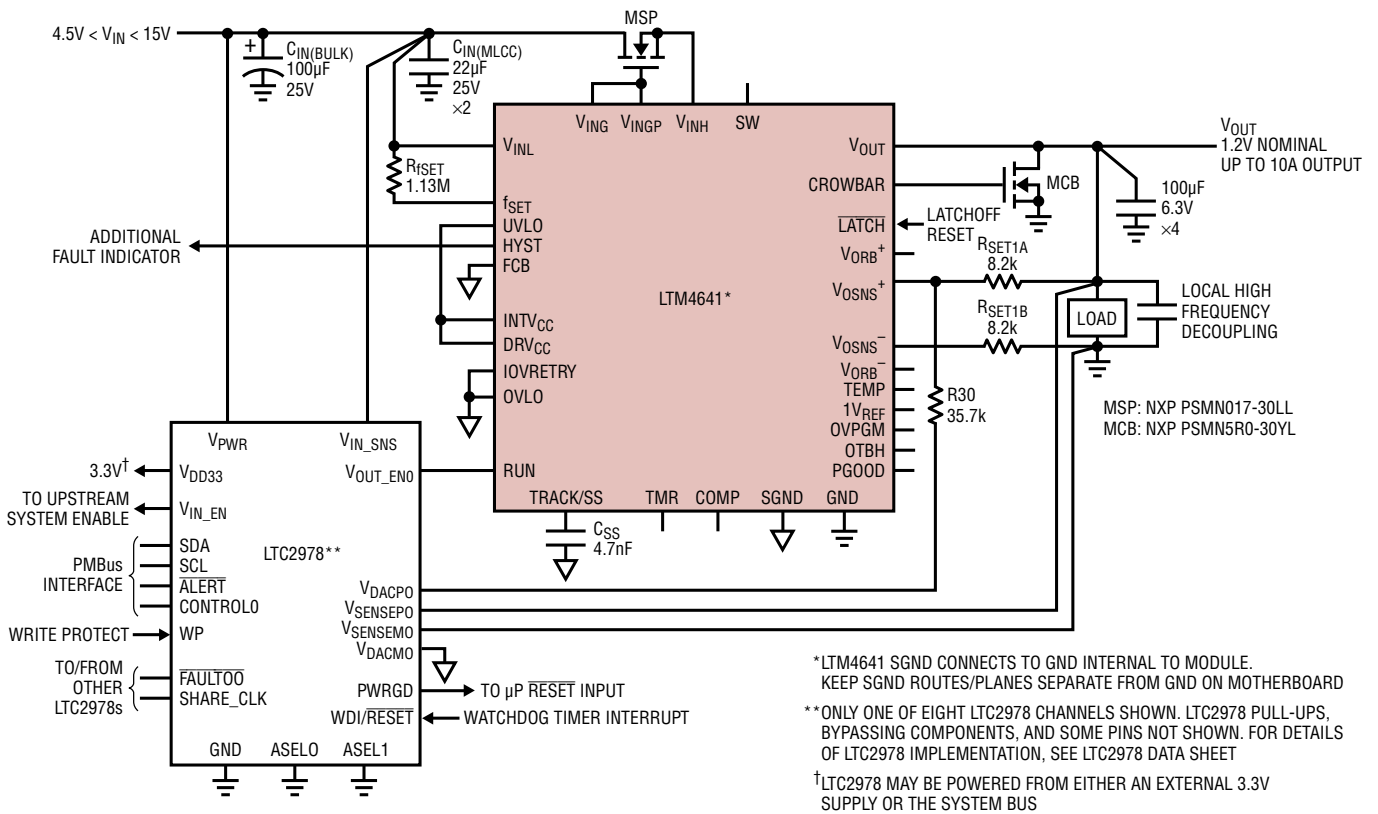 4.5V < VIN < 15V
+
CIN(BULK)
100µF
25V
CIN(MLCC)
22µF
25V
×2
MSP
VING
VINGP
VINH
SW
VINL
RfSET
1.13M
fSET
UVLO
HYST
FCB
INTVCC
DRVCC
IOVRETRY
OVLO
RUN
TRACK/SS
TMR
COMP
SGND
GND
LTM4641*
VOUT
CROWBAR
LATCH
VORB+
VOSNS+
VOSNS–
VORB–
TEMP
1VREF
OVPGM
OTBH
PGOOD
MCB
VOUT
1.2V NOMINAL
UP TO 10A OUTPUT
100µF
6.3V
×4
LATCHOFF
RESET
RSET1A
8.2k
RSET1B
8.2k
LOAD
LOCAL HIGH
FREQUENCY
DECOUPLING
R30
35.7k
MSP: NXP PSMN017-30LL
MCB: NXP PSMN5R0-30YL
ADDITIONAL
FAULT INDICATOR
CSS
4.7nF
VPWR
VIN_SNS
3.3V†
VDD33
VOUT_EN0
TO UPSTREAM
SYSTEM ENABLE
VIN_EN
LTC2978**
PMBus
INTERFACE
SDA
SCL
ALERT
CONTROL0
WRITE PROTECT
WP
TO/FROM
OTHER
LTC2978s
FAULTOO
SHARE_CLK
VDACPO
VSENSEPO
VSENSEMO
VDACMO
PWRGD
TO µP RESET INPUT
WDI/RESET
WATCHDOG TIMER INTERRUPT
GND
ASEL0
ASEL1
*LTM4641 SGND CONNECTS TO GND INTERNAL TO MODULE.
KEEP SGND ROUTES/PLANES SEPARATE FROM GND ON MOTHERBOARD
**ONLY ONE OF EIGHT LTC2978 CHANNELS SHOWN. LTC2978 PULL-UPS,
BYPASSING COMPONENTS, AND SOME PINS NOT SHOWN. FOR DETAILS
OF LTC2978 IMPLEMENTATION, SEE LTC2978 DATA SHEET
†LTC2978 MAY BE POWERED FROM EITHER AN EXTERNAL 3.3V
SUPPLY OR THE SYSTEM BUS